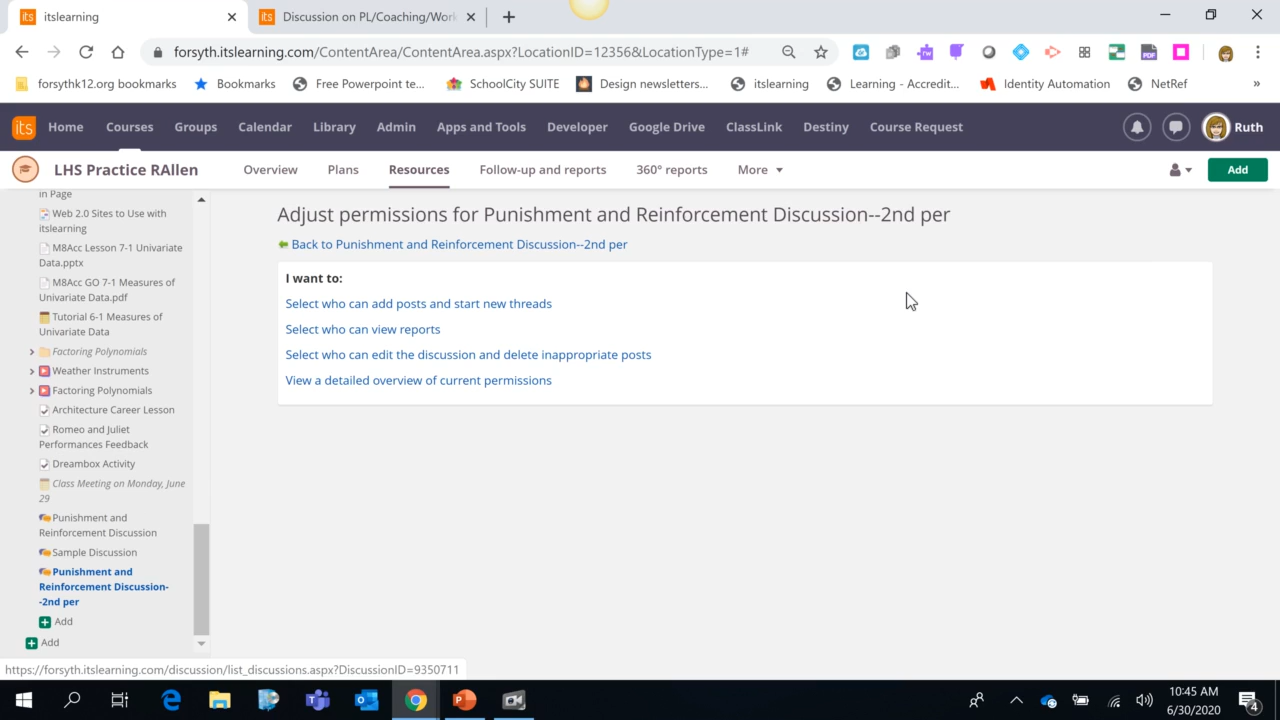 its
itslearning
its
Discussion on PL/Coaching/Work
forsyth.itslearning.com/ContentArea/ContentArea.aspx?LocationID=12356&LocationType=1#
rw
PDF
forsythk12.org bookmarks
Bookmarks
Free Powerpoint te...
SchoolCity SUITE
Design newsletters...
itslearning
Learning - Accredit...
Identity Automation
NetRef
»
its
Home
Courses
Groups
Calendar
Library
Admin
Apps and Tools
Developer
Google Drive
ClassLink
Destiny
Course Request
Ruth
LHS Practice RAllen
Overview
Plans
Resources
Follow-up and reports
360° reports
More
Add
in Page
Web 2.0 Sites to Use with
itslearning
M8Acc Lesson 7-1 Univariate
Data.pptx
M8Acc GO 7-1 Measures of
Univariate Data.pdf
Tutorial 6-1 Measures of
Univariate Data
Factoring Polynomials
Weather Instruments
Factoring Polynomials
Architecture Career Lesson
Romeo and Juliet
Performances Feedback
Dreambox Activity
Class Meeting on Monday, June
29
Punishment and
Reinforcement Discussion
Sample Discussion
Punishment and
Reinforcement Discussion-
-2nd per
Add
Add
Adjust permissions for Punishment and Reinforcement Discussion--2nd per
Back to Punishment and Reinforcement Discussion--2nd per
I want to:
Select who can add posts and start new threads
Select who can view reports
Select who can edit the discussion and delete inappropriate posts
View a detailed overview of current permissions
https://forsyth.itslearning.com/discussion/list_discussions.aspx?DiscussionID=9350711
10:45 AM
6/30/2020
4